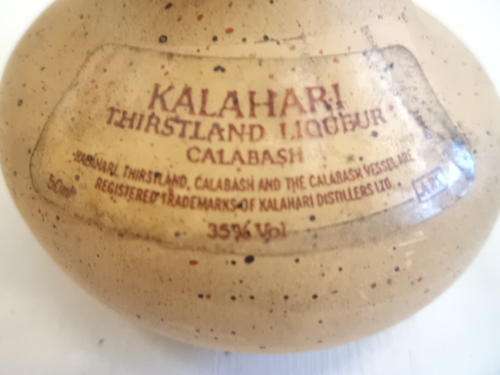 KALAHARI
THIRSTLAND LIQUEUR
CALABASH
KALAHARI, THIRSTLAND, CALABASH AND THE CALABASH VESSEL ARE
REGISTERED TRADEMARKS OF KALAHARI DISTILLERS LTD.
50ml
35% Vol